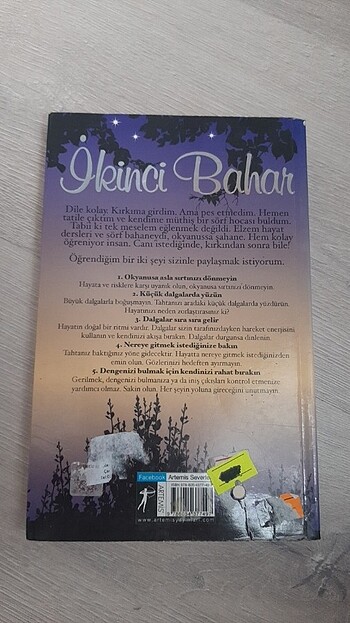 İkinci Bahar
Dile kolay. Kırkıma girdim. Ama pes etmedim. Hemen
tatile çıktım ve kendime müthiş bir sörf hocası buldum.
Tabii ki tek meselem eğlenmek değildi. Elzem hayat
dersleri ve sörf bahaneydi, okyanussa şahane. Hem kolay
öğreniyor insan. Cam istediğinde, kırkından sonra bile!
Öğrendiğim bir iki şeyi sizinle paylaşmak istiyorum.
1. Okyanusa asla sırtınızı dönmeyin
Hayata ve risklere karşı uyanık olun, okyanusa sırtınızı dönmeyin.
2. Küçük dalgalarda yüzün
Büyük dalgalarla boğuşmayın. Tahtanızı aradaki küçük dalgalarda yüzdürün.
Hayatınızı neden zorlaştırasınız ki?
3. Dalgalar sıra sıra gelir
Hayatın doğal bir ritmi vardır. Dalgalar sizin tarafınızdayken hareket enerjisini
kullanın ve kendinizi akışa bırakın. Dalgalar durgunsa dinlenin.
4. Nereye gitmek istediğinize bakın
Tahtanız baktığınız yöne gidecektir. Hayatta nereye gitmek istediğinizden
emin olun. Gözlerinizi hedeften ayırmayın.
5. Dengenizi bulmak için kendinizi rahat bırakın
Gerilmek, dengenizi bulmanıza ya da iniş çıkışları kontrol etmenize
yardımcı olmaz. Sakin olun. Her şeyin yoluna gireceğini unutmayın.
Facebook Artemis Severler
ARTEMİS
www.artemisyayinlari.com